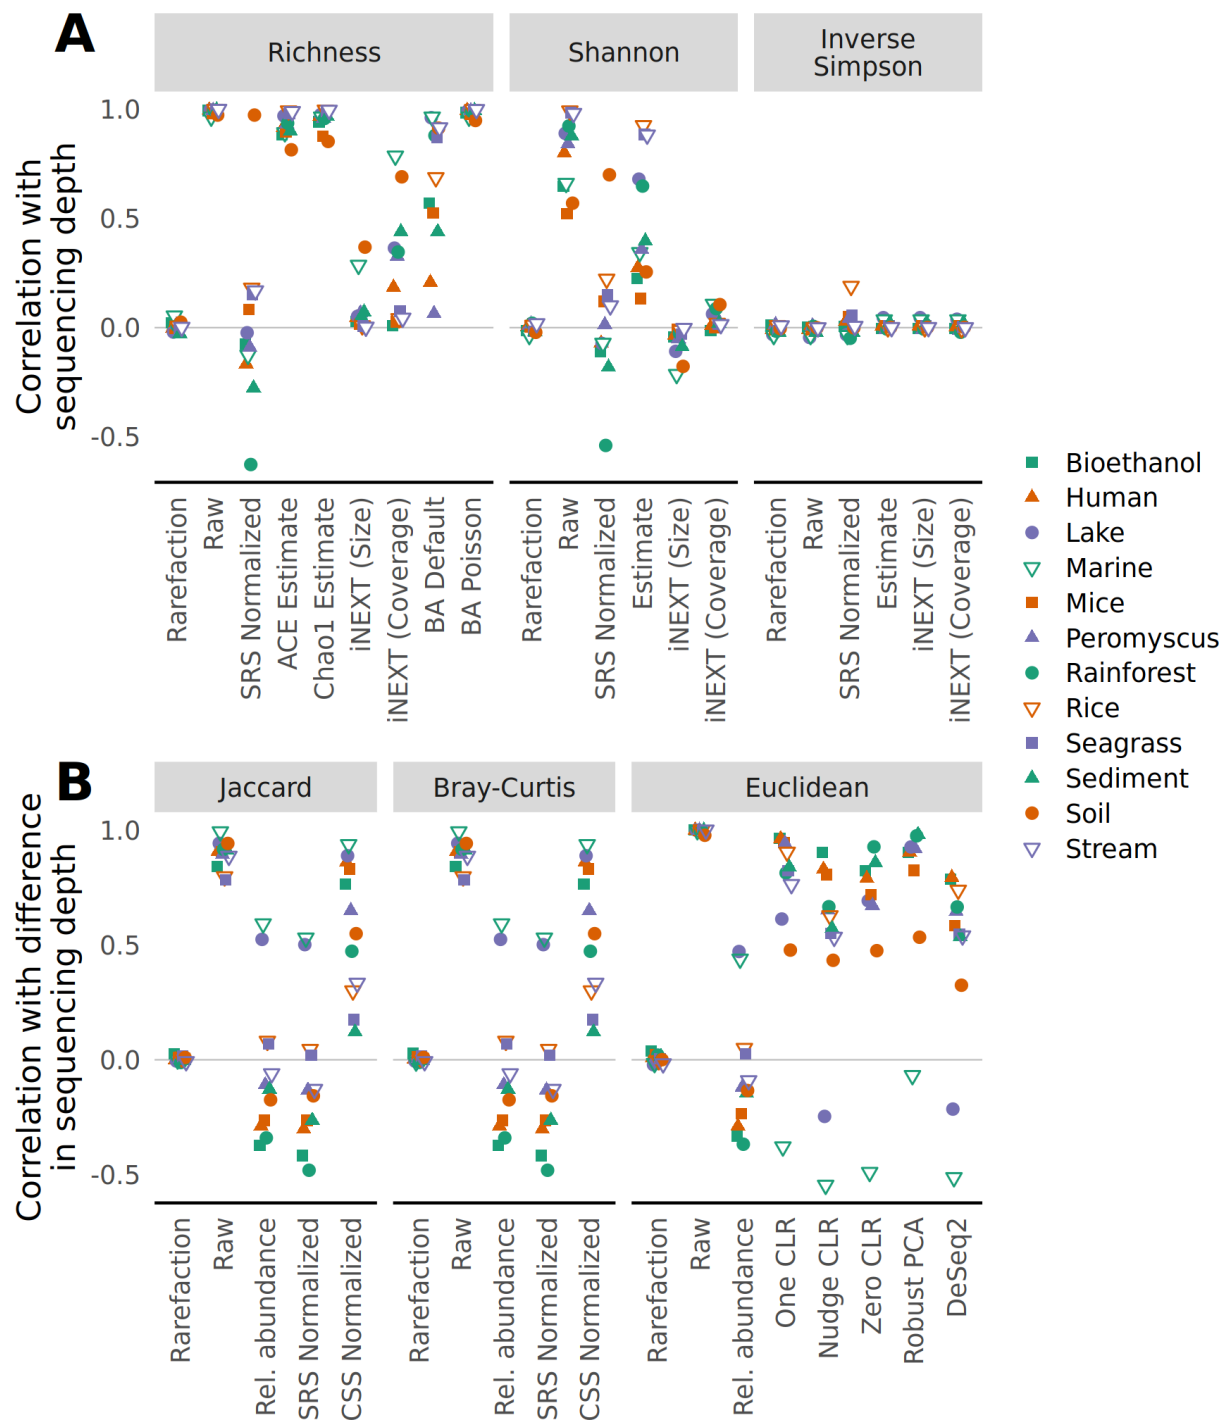 A
Richness
Shannon
Inverse
Simpson
Correlation with
sequencing depth
1.0
0.5
0.0
-0.5
Rarefaction
Raw
SRS Normalized
ACE Estimate
Chao1 Estimate
iNEXT (Size)
iNEXT (Coverage)
BA Default
BA Poisson
Rarefaction
Raw
SRS Normalized
Estimate
iNEXT (Size)
iNEXT (Coverage)
Rarefaction
Raw
SRS Normalized
Estimate
iNEXT (Size)
iNEXT (Coverage)
Bioethanol
Human
Lake
Marine
Mice
Peromyscus
Rainforest
Rice
Seagrass
Sediment
Soil
Stream
B
Jaccard
Bray-Curtis
Euclidean
Correlation with difference
in sequencing depth
1.0
0.5
0.0
-0.5
Rarefaction
Raw
Rel. abundance
SRS Normalized
CSS Normalized
Rarefaction
Raw
Rel. abundance
SRS Normalized
CSS Normalized
Rarefaction
Raw
Rel. abundance
One CLR
Nudge CLR
Zero CLR
Robust PCA
DeSeq2